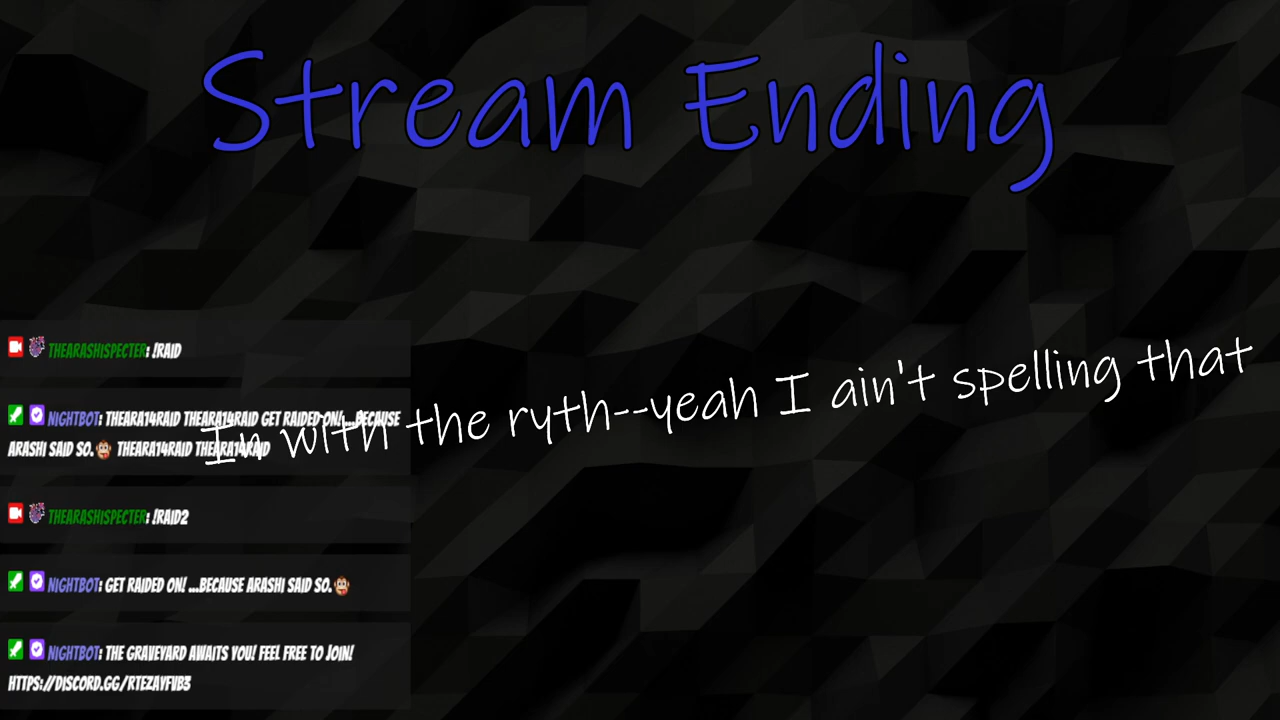 Stream Ending
THEARASHISPECTER: !RAID
NIGHTBOT: THEARA14RAID THEARA14RAID GET RAIDED ON! ...BECAUSE
ARASHI SAID SO. THEARA14RAID THEARA14RAID
In with the ryth--yeah I ain't spelling that
THEARASHISPECTER: !RAID2
NIGHTBOT: GET RAIDED ON! ...BECAUSE ARASHI SAID SO.
NIGHTBOT: THE GRAVEYARD AWAITS YOU! FEEL FREE TO JOIN!
HTTPS://DISCORD.GG/R1EZAYFVB3